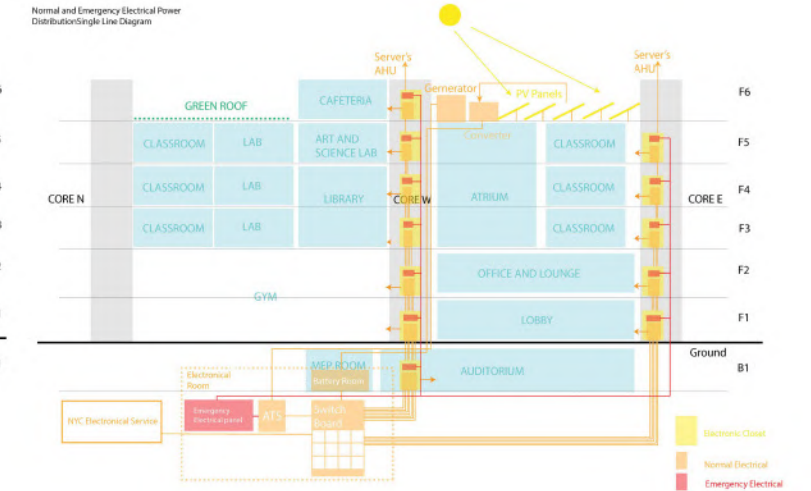 Normal and Emergency Electrical Power
DistributionSingle Line Diagram
Server's
AHU
Server's
AHU
Gernerator
PV Panels
Converter
GREEN ROOF
CAFETERIA
F6
CLASSROOM
LAB
ART AND
SCIENCE LAB
CLASSROOM
F5
CORE N
CLASSROOM
LAB
LIBRARY
CORE W
ATRIUM
CLASSROOM
CORE E
F4
CLASSROOM
LAB
CLASSROOM
F3
GYM
OFFICE AND LOUNGE
F2
LOBBY
F1
Ground
MEP ROOM
AUDITORIUM
B1
Electronical
Room
Battery Room
NYC Electronical Service
Emergency
Electrical panel
ATS
Switch
Board
Electronic Closet
Normal Electrical
Emergency Electrical